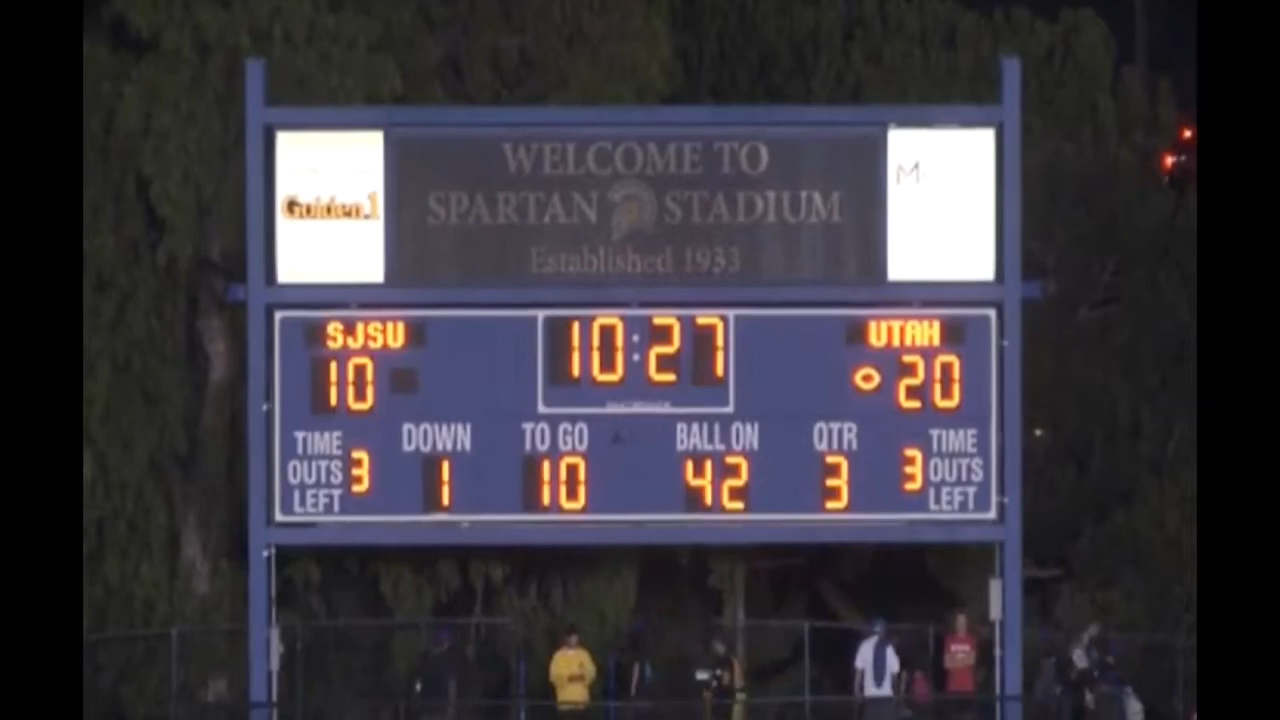 WELCOME TO
SPARTAN STADIUM
Established 1933
Golden1
M
SJSU
10:27
UTAH
10
20
TIME OUTS LEFT 3
DOWN 1
TO GO 10
BALL ON 42
QTR 3
3 TIME OUTS LEFT